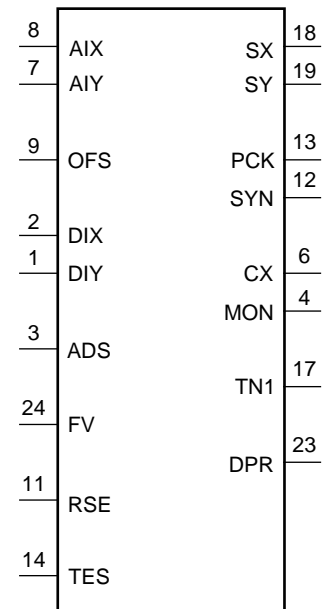 8 AIX SX 18
7 AIY SY 19
9 OFS PCK 13
SYN 12
2 DIX
1 DIY CX 6
MON 4
3 ADS
TN1 17
24 FV
DPR 23
11 RSE
14 TES